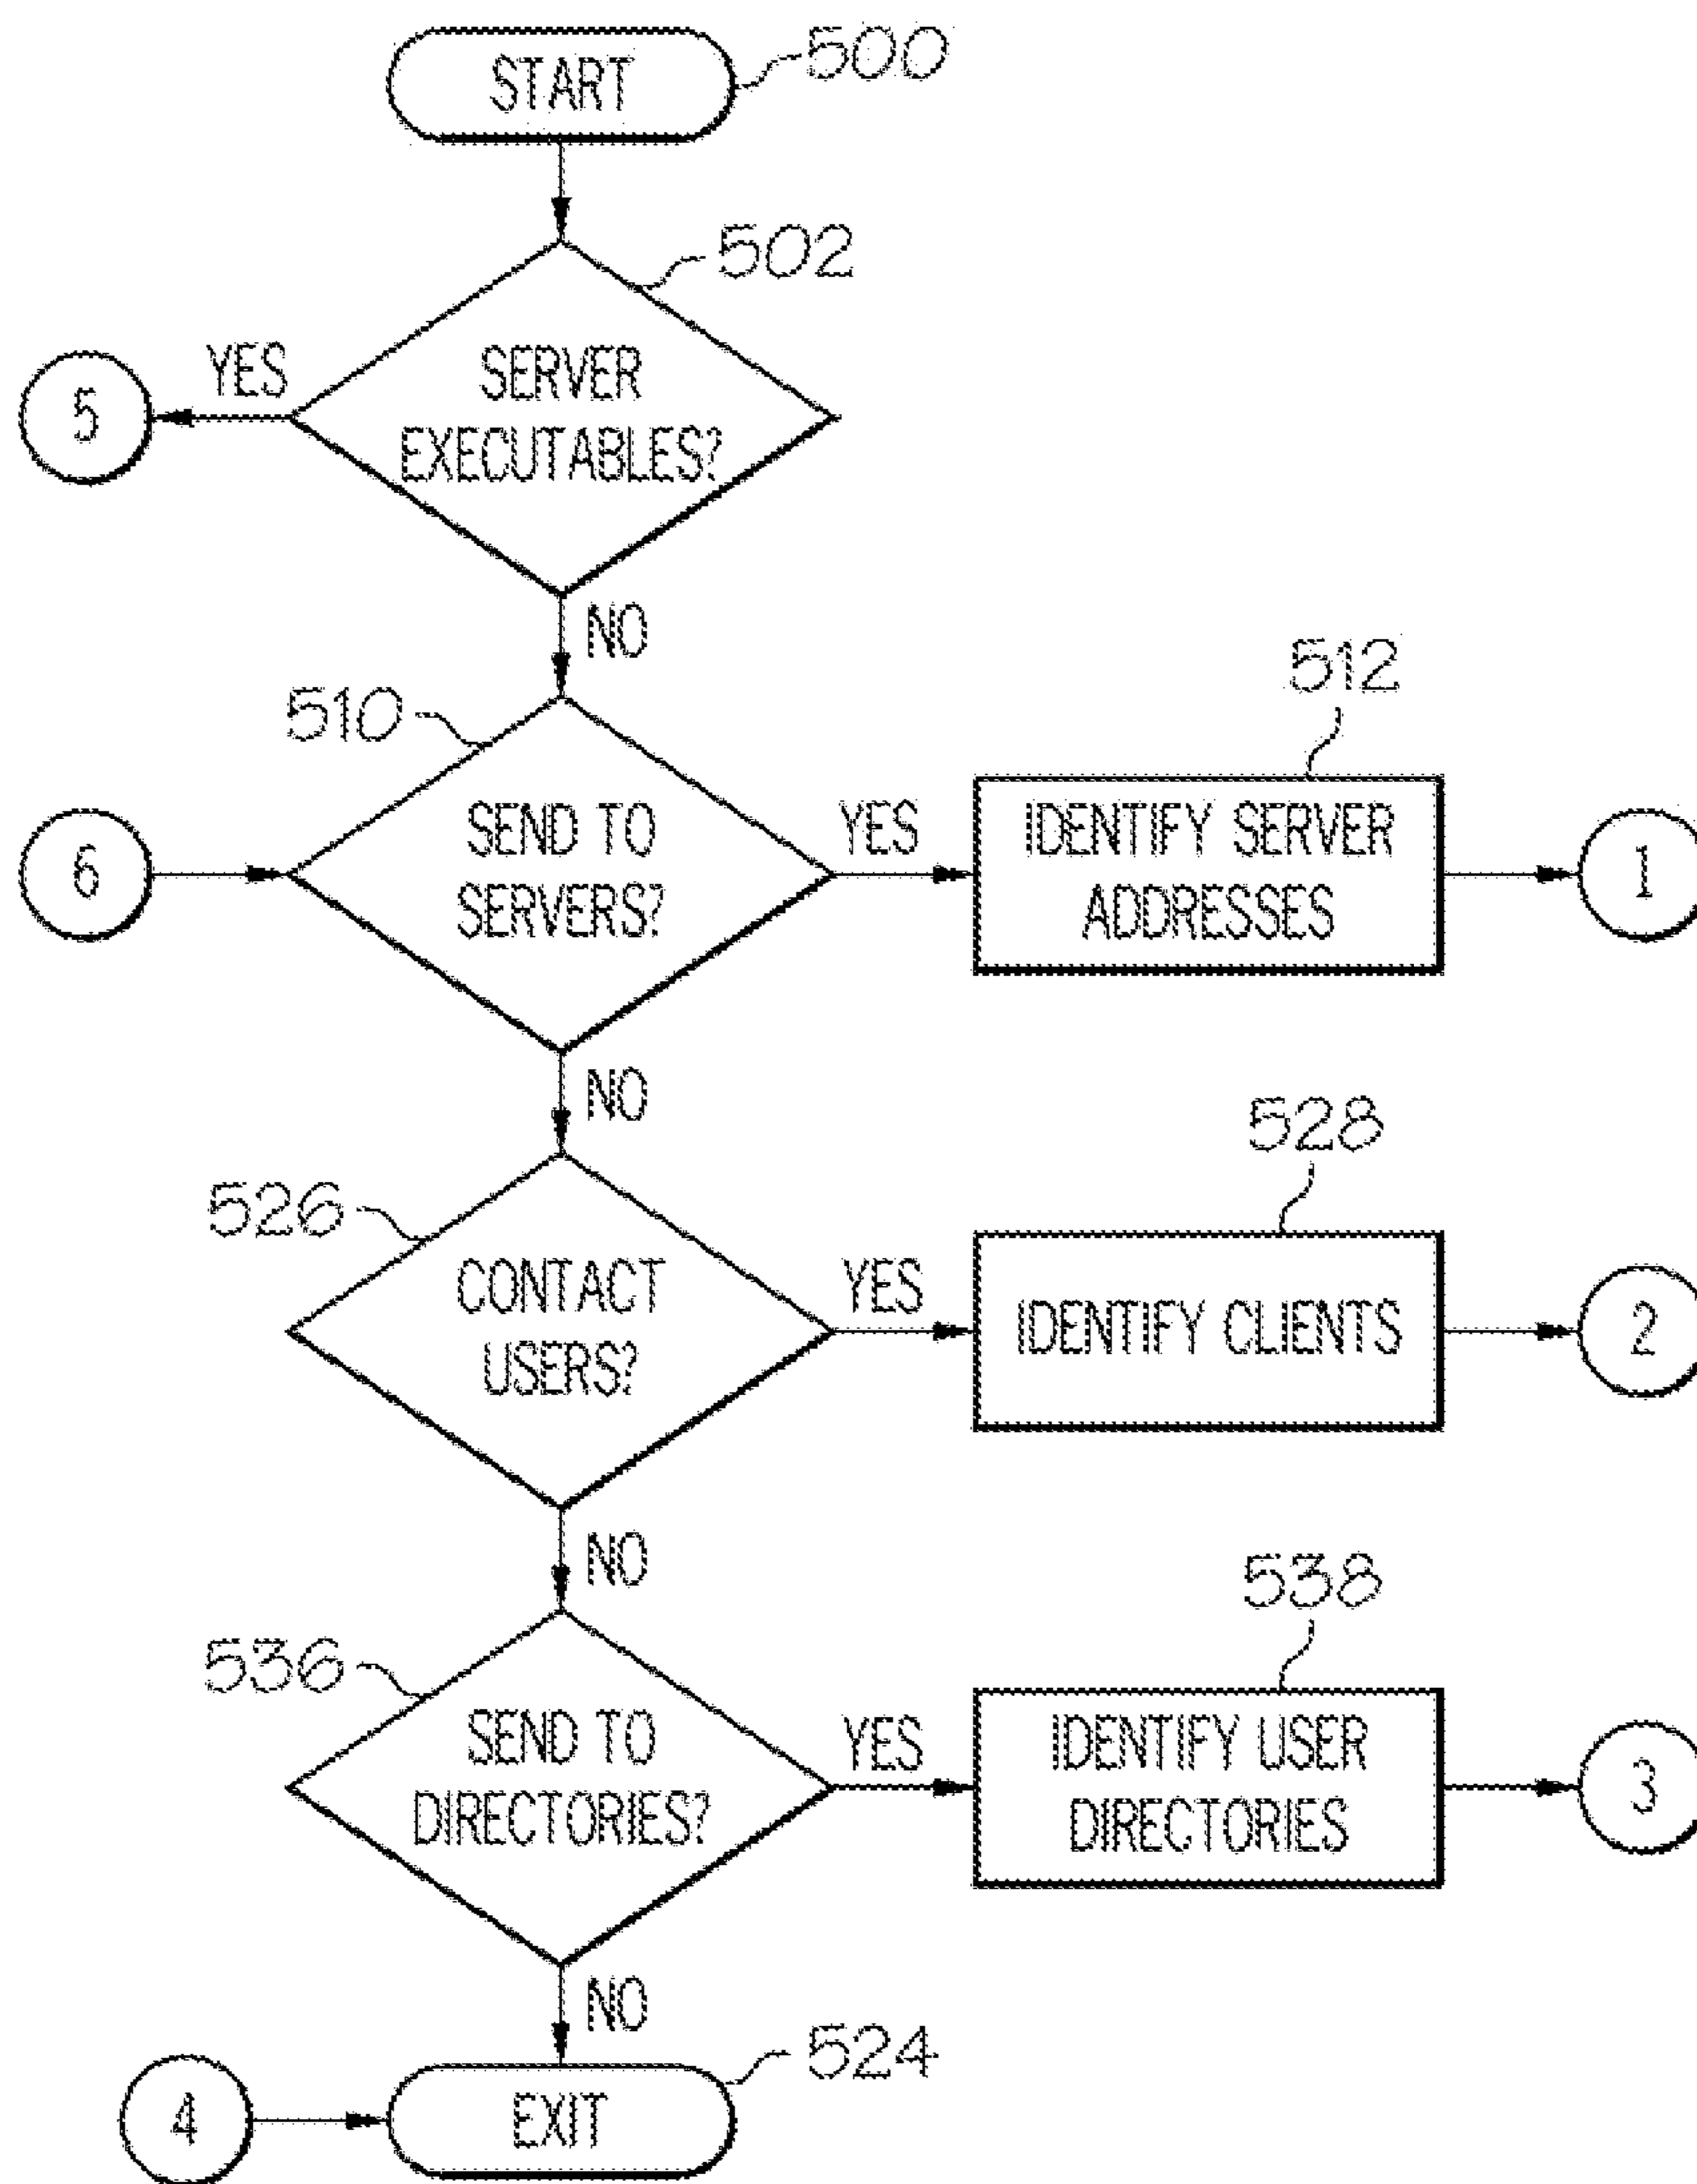 START
500
502
SERVER
EXECUTABLES?
YES
5
NO
510
512
6
SEND TO
SERVERS?
YES
IDENTIFY SERVER
ADDRESSES
1
NO
526
528
CONTACT
USERS?
YES
IDENTIFY CLIENTS
2
NO
536
538
SEND TO
DIRECTORIES?
YES
IDENTIFY USER
DIRECTORIES
3
NO
524
4
EXIT